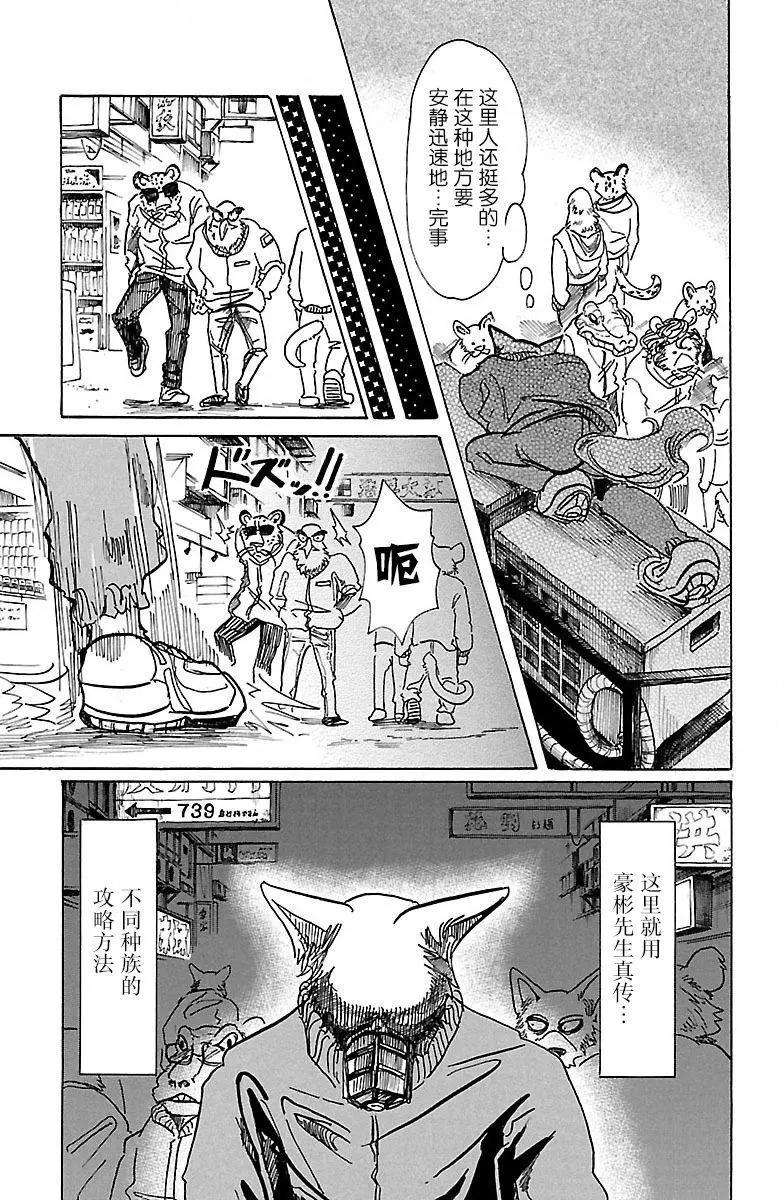 这里人还挺多的…
在这种地方要
安静迅速地…完事
ドズッ!!
呃
739
洪
这里就用
豪彬先生真传…
不同种族的
攻略方法